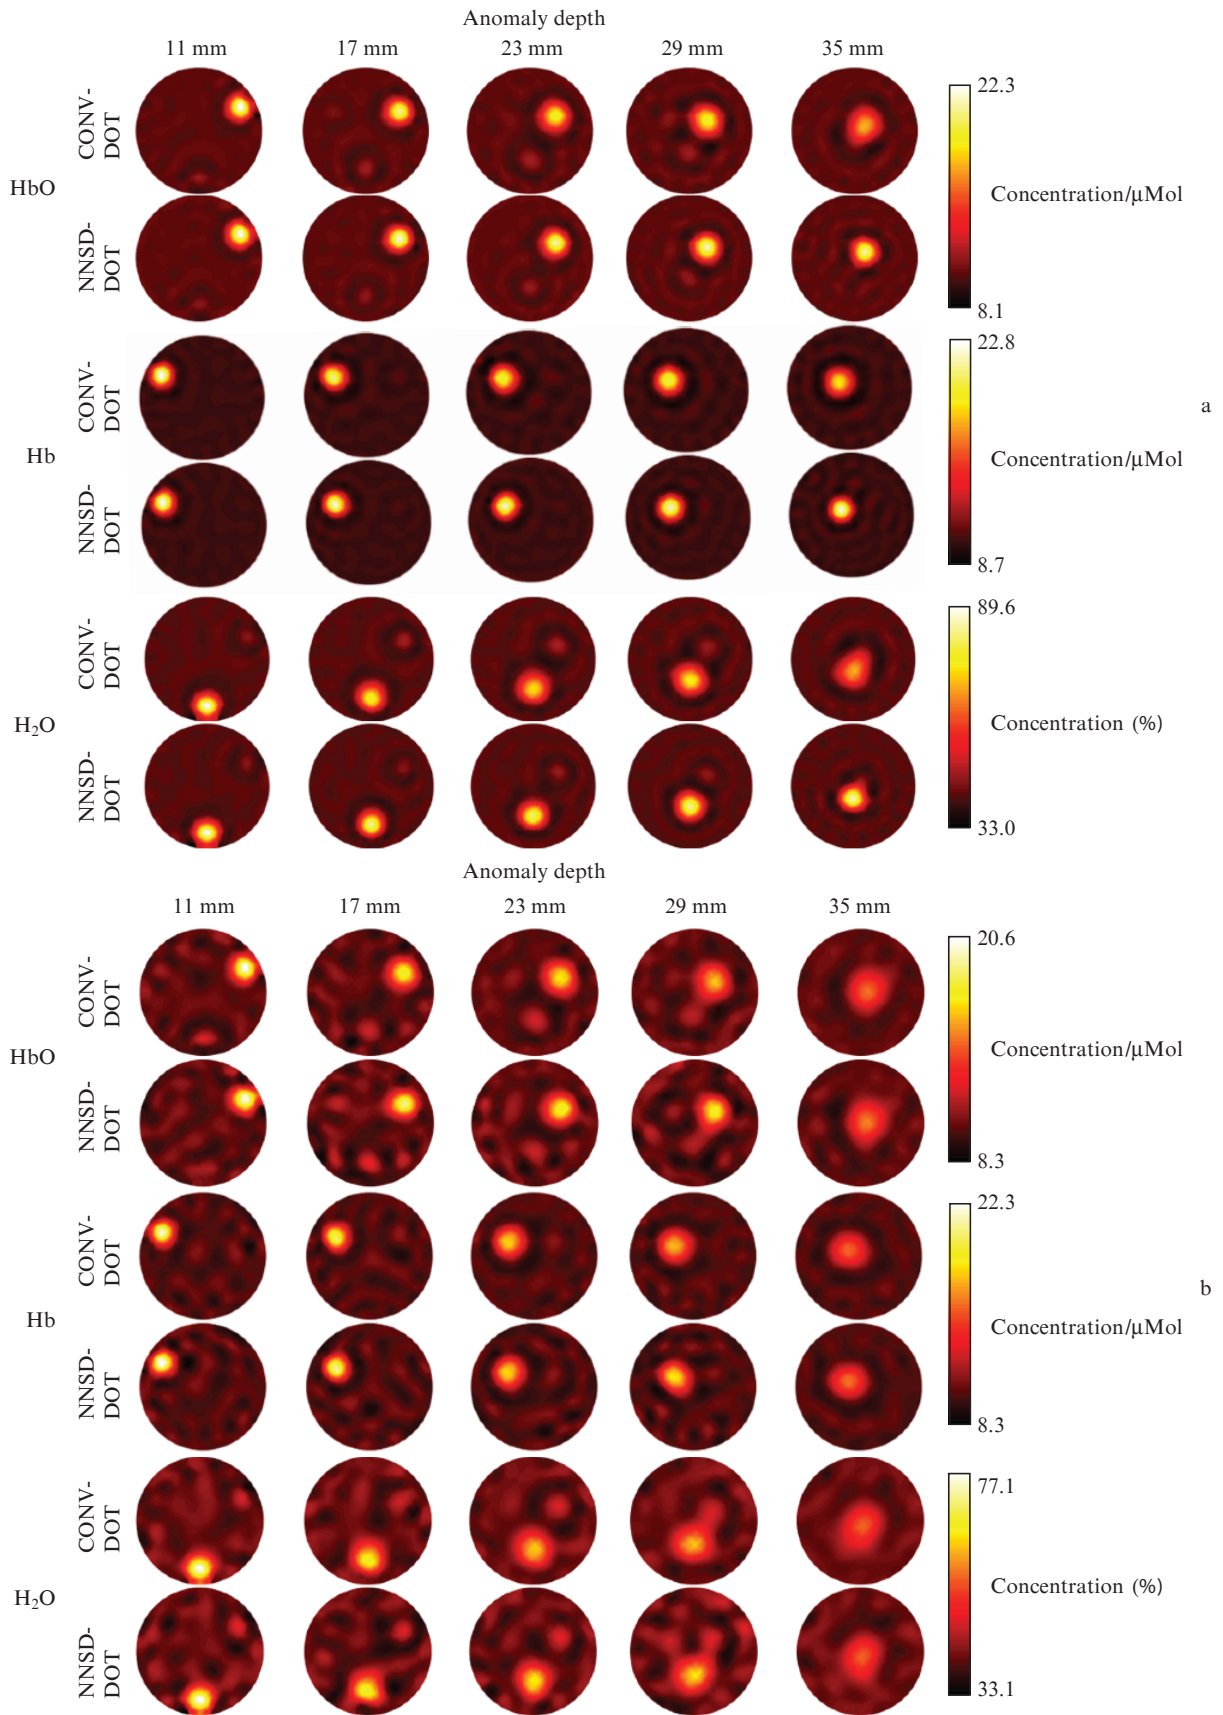 Anomaly depth
11 mm 17 mm 23 mm 29 mm 35 mm
HbO
CONV-
DOT
NNSD-
DOT
22.3
Concentration/μMol
8.1
Hb
CONV-
DOT
NNSD-
DOT
22.8
Concentration/μMol
8.7
a
H₂O
CONV-
DOT
NNSD-
DOT
89.6
Concentration (%)
33.0
Anomaly depth
11 mm 17 mm 23 mm 29 mm 35 mm
HbO
CONV-
DOT
NNSD-
DOT
20.6
Concentration/μMol
8.3
Hb
CONV-
DOT
NNSD-
DOT
22.3
Concentration/μMol
8.3
b
H₂O
CONV-
DOT
NNSD-
DOT
77.1
Concentration (%)
33.1